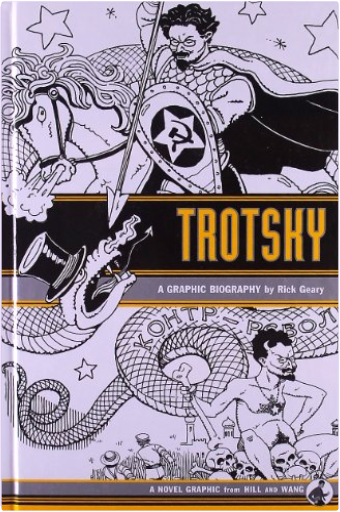 TROTSKY
A GRAPHIC BIOGRAPHY by Rick Geary
КОНТР-РЕВОЛ
A NOVEL GRAPHIC from HILL AND WANG